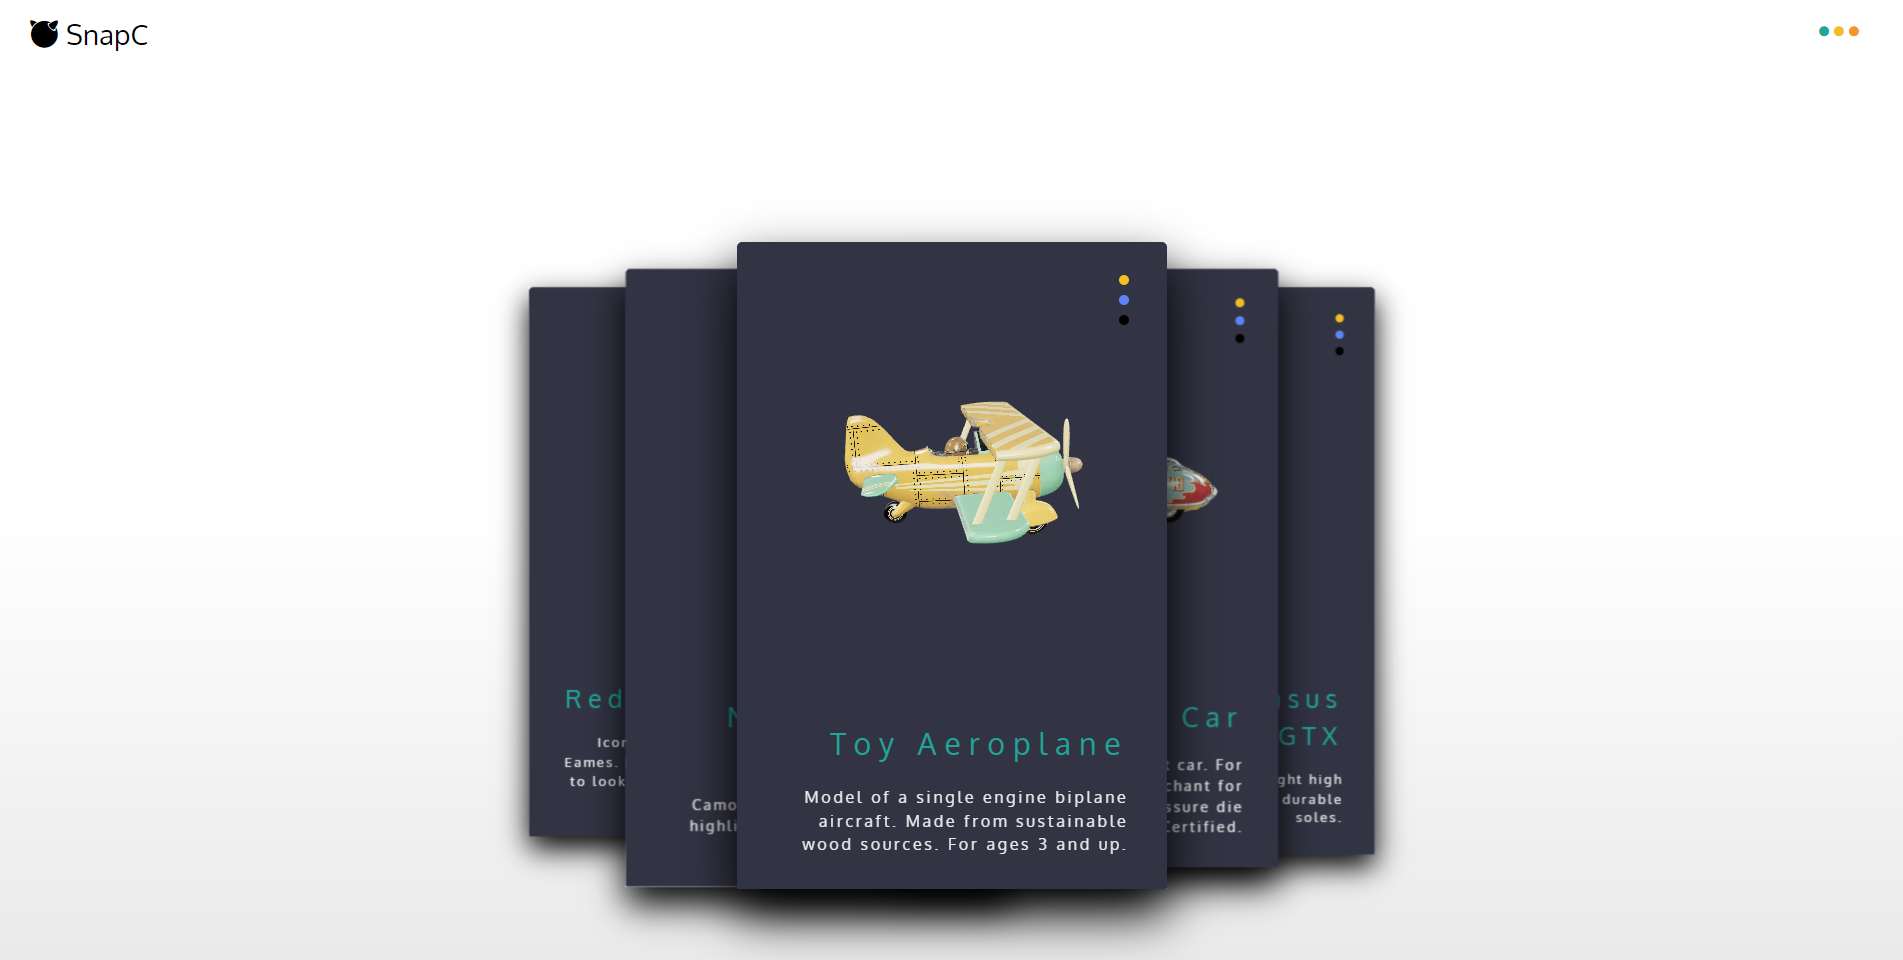 SnapC
Red
Icon
Eames.
to look
N
Camo
highli
Toy Aeroplane
Model of a single engine biplane
aircraft. Made from sustainable
wood sources. For ages 3 and up.
Car
t car. For
chant for
ssure die
Certified.
sus
GTX
ght high
durable
soles.